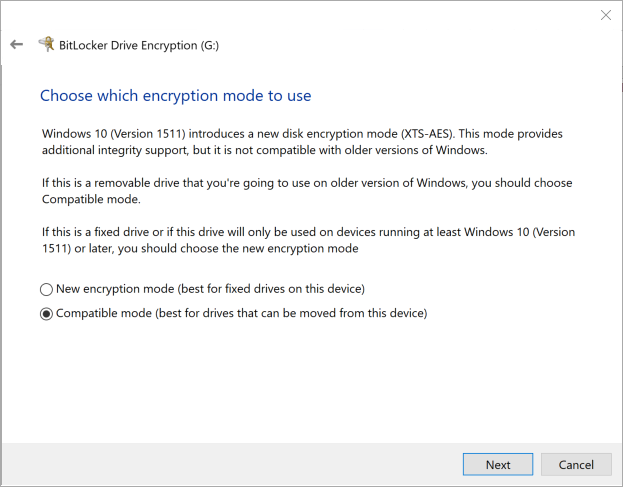 BitLocker Drive Encryption (G:)
Choose which encryption mode to use
Windows 10 (Version 1511) introduces a new disk encryption mode (XTS-AES). This mode provides
additional integrity support, but it is not compatible with older versions of Windows.
If this is a removable drive that you're going to use on older version of Windows, you should choose
Compatible mode.
If this is a fixed drive or if this drive will only be used on devices running at least Windows 10 (Version
1511) or later, you should choose the new encryption mode
New encryption mode (best for fixed drives on this device)
Compatible mode (best for drives that can be moved from this device)
Next Cancel